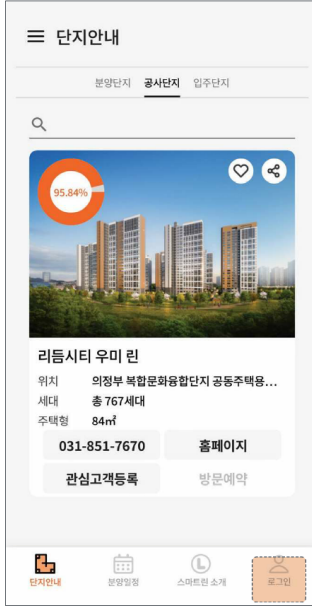 단지안내
분양단지 공사단지 입주단지
95.84%
리듬시티 우미 린
위치 의정부 복합문화융합단지 공동주택용...
세대 총 767세대
주택형 84㎡
031-851-7670 홈페이지
관심고객등록 방문예약
단지안내 분양일정 스마트린 소개 로그인